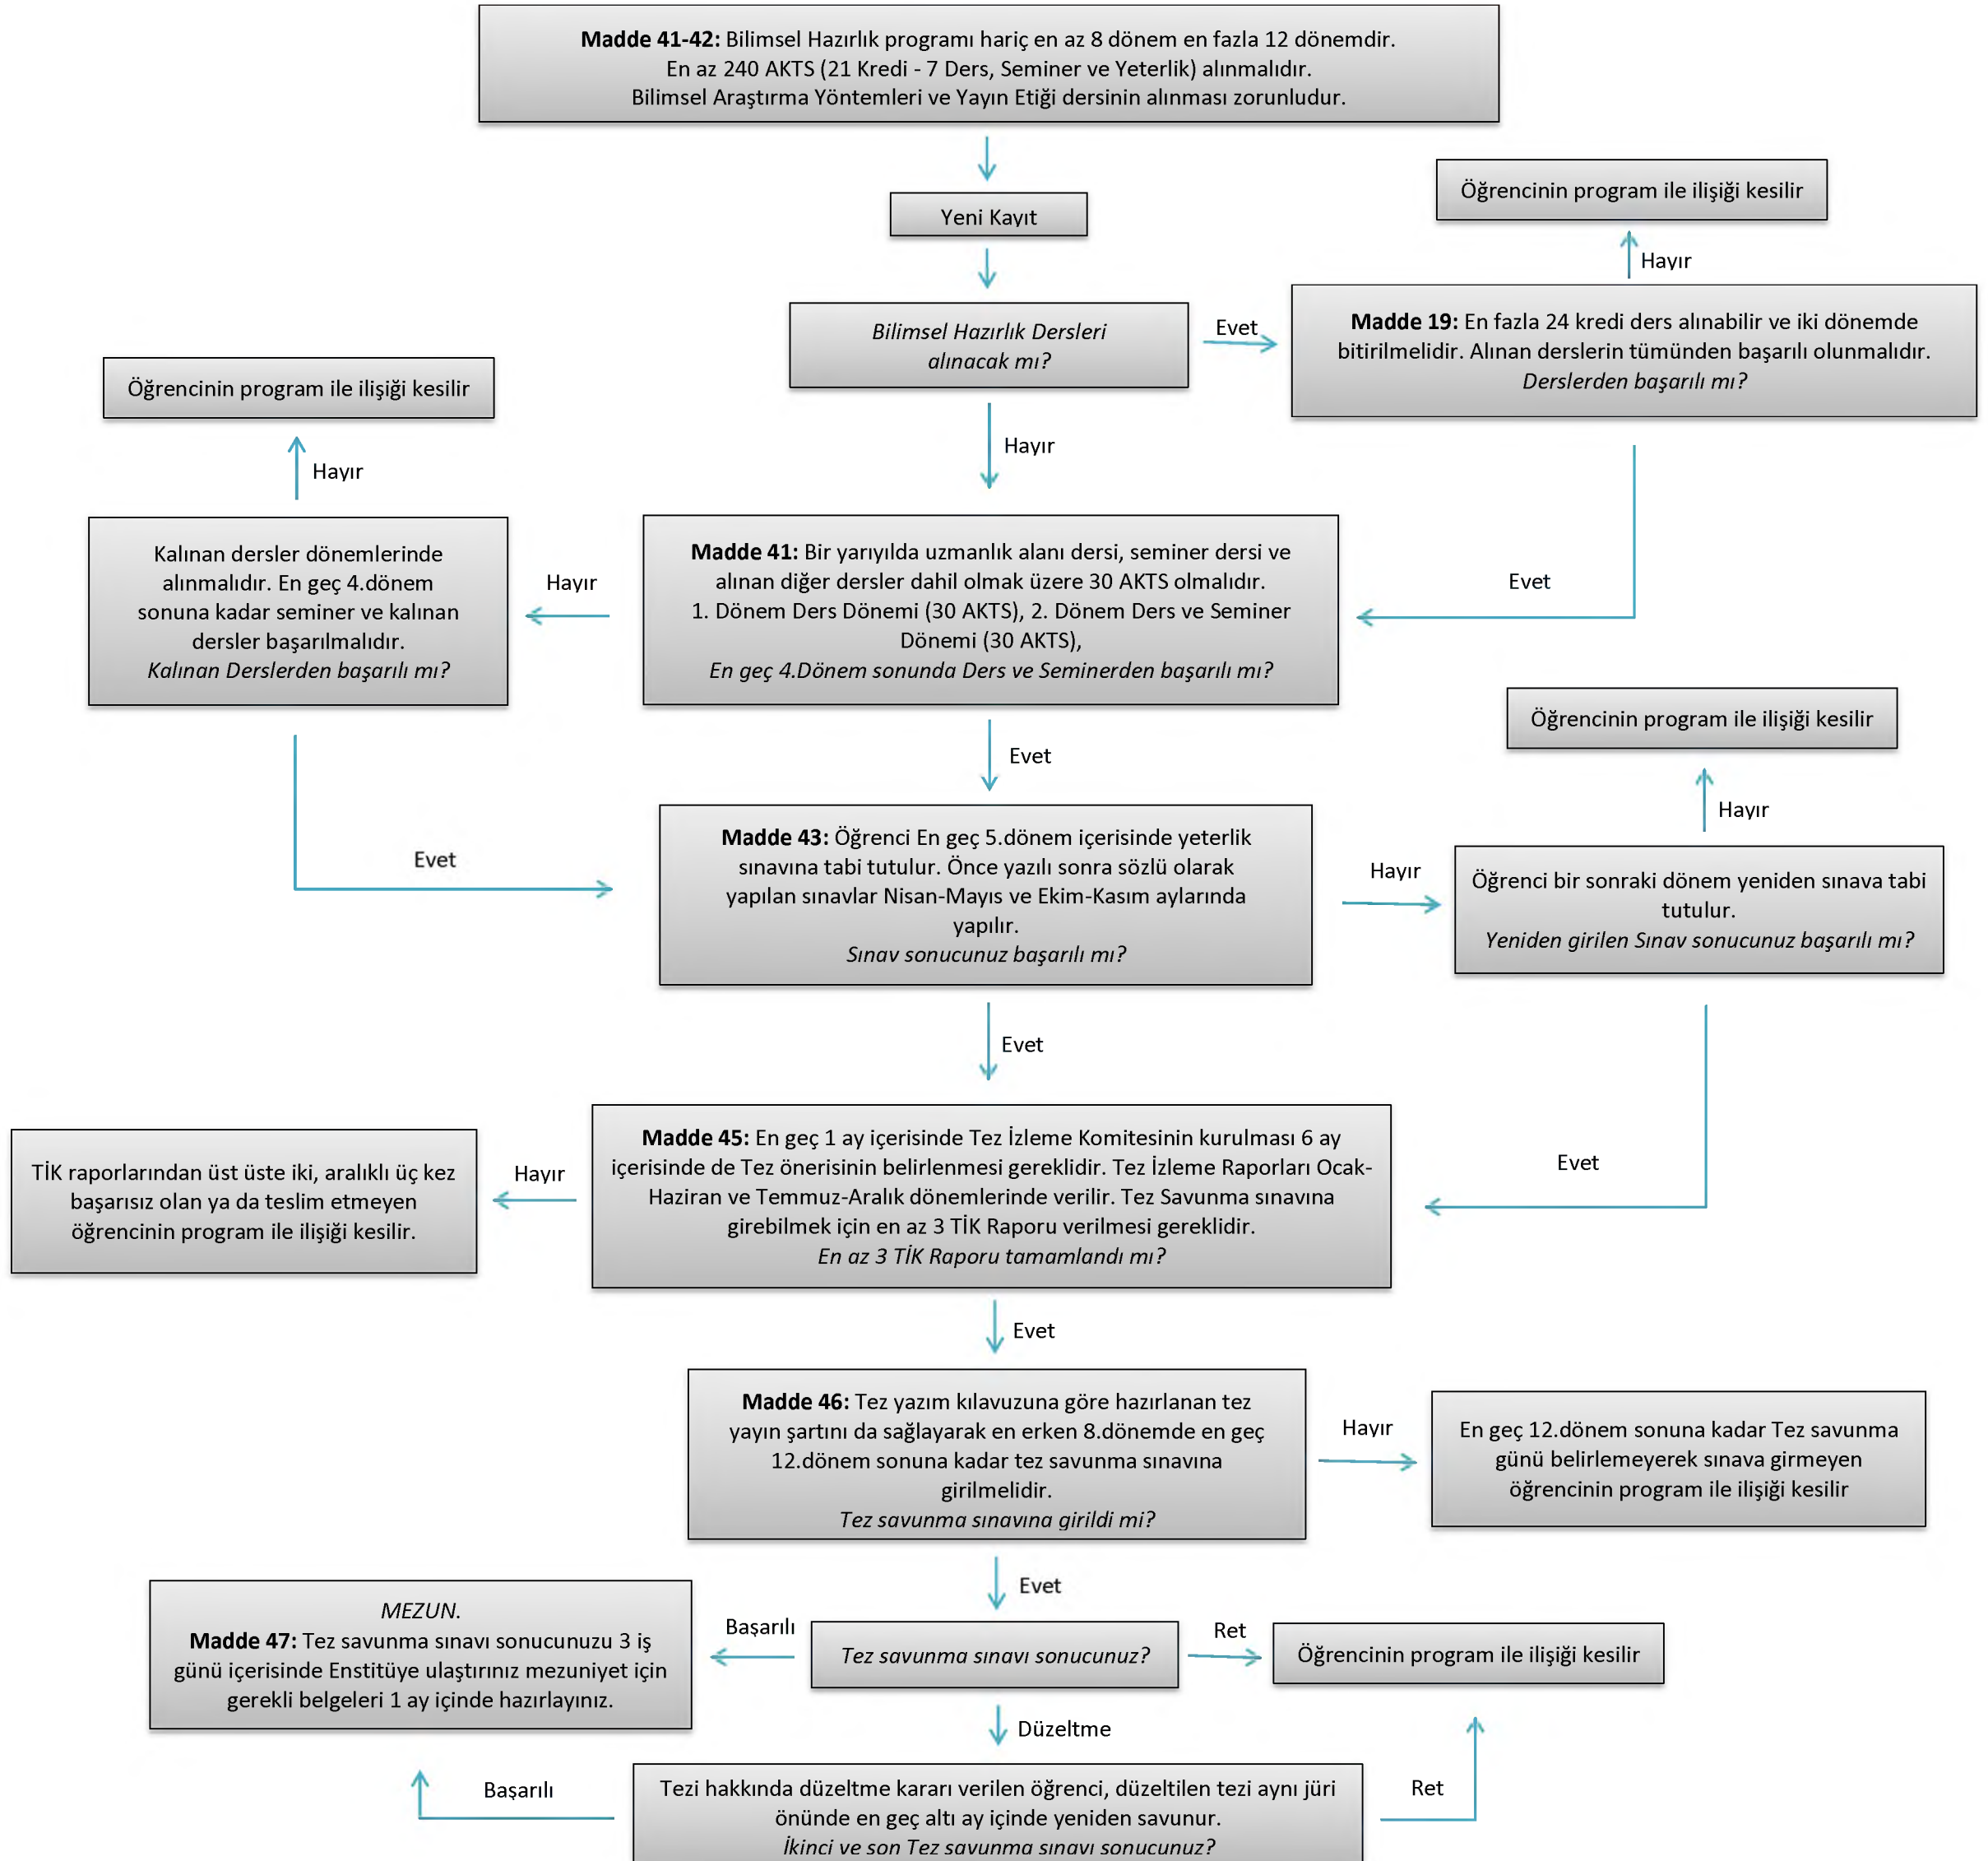 Madde 41-42: Bilimsel Hazırlık programı hariç en az 8 dönem en fazla 12 dönemdir.
En az 240 AKTS (21 Kredi - 7 Ders, Seminer ve Yeterlik) alınmalıdır.
Bilimsel Araştırma Yöntemleri ve Yayın Etiği dersinin alınması zorunludur.
Yeni Kayıt
Öğrencinin program ile ilişiği kesilir
Hayır
Bilimsel Hazırlık Dersleri
alınacak mı?
Evet
Madde 19: En fazla 24 kredi ders alınabilir ve iki dönemde
bitirilmelidir. Alınan derslerin tümünden başarılı olunmalıdır.
Derslerden başarılı mı?
Öğrencinin program ile ilişiği kesilir
Hayır
Hayır
Kalınan dersler dönemlerinde
alınmalıdır. En geç 4.dönem
sonuna kadar seminer ve kalınan
dersler başarılmalıdır.
Kalınan Derslerden başarılı mı?
Hayır
Madde 41: Bir yarıyılda uzmanlık alanı dersi, seminer dersi ve
alınan diğer dersler dahil olmak üzere 30 AKTS olmalıdır.
1. Dönem Ders Dönemi (30 AKTS), 2. Dönem Ders ve Seminer
Dönemi (30 AKTS),
En geç 4.Dönem sonunda Ders ve Seminerden başarılı mı?
Evet
Öğrencinin program ile ilişiği kesilir
Evet
Hayır
Evet
Madde 43: Öğrenci En geç 5.dönem içerisinde yeterlik
sınavına tabi tutulur. Önce yazılı sonra sözlü olarak
yapılan sınavlar Nisan-Mayıs ve Ekim-Kasım aylarında
yapılır.
Sınav sonucunuz başarılı mı?
Hayır
Öğrenci bir sonraki dönem yeniden sınava tabi
tutulur.
Yeniden girilen Sınav sonucunuz başarılı mı?
Evet
TİK raporlarından üst üste iki, aralıklı üç kez
başarısız olan ya da teslim etmeyen
öğrencinin program ile ilişiği kesilir.
Hayır
Madde 45: En geç 1 ay içerisinde Tez İzleme Komitesinin kurulması 6 ay
içerisinde de Tez önerisinin belirlenmesi gereklidir. Tez İzleme Raporları Ocak-
Haziran ve Temmuz-Aralık dönemlerinde verilir. Tez Savunma sınavına
girebilmek için en az 3 TİK Raporu verilmesi gereklidir.
En az 3 TİK Raporu tamamlandı mı?
Evet
Evet
Madde 46: Tez yazım kılavuzuna göre hazırlanan tez
yayın şartını da sağlayarak en erken 8.dönemde en geç
12.dönem sonuna kadar tez savunma sınavına
girilmelidir.
Tez savunma sınavına girildi mi?
Hayır
En geç 12.dönem sonuna kadar Tez savunma
günü belirlemeyerek sınava girmeyen
öğrencinin program ile ilişiği kesilir
Evet
MEZUN.
Madde 47: Tez savunma sınavı sonucunuzu 3 iş
günü içerisinde Enstitüye ulaştırınız mezuniyet için
gerekli belgeleri 1 ay içinde hazırlayınız.
Başarılı
Tez savunma sınavı sonucunuz?
Ret
Öğrencinin program ile ilişiği kesilir
Düzeltme
Başarılı
Tezi hakkında düzeltme kararı verilen öğrenci, düzeltilen tezi aynı jüri
önünde en geç altı ay içinde yeniden savunur.
İkinci ve son Tez savunma sınavı sonucunuz?
Ret